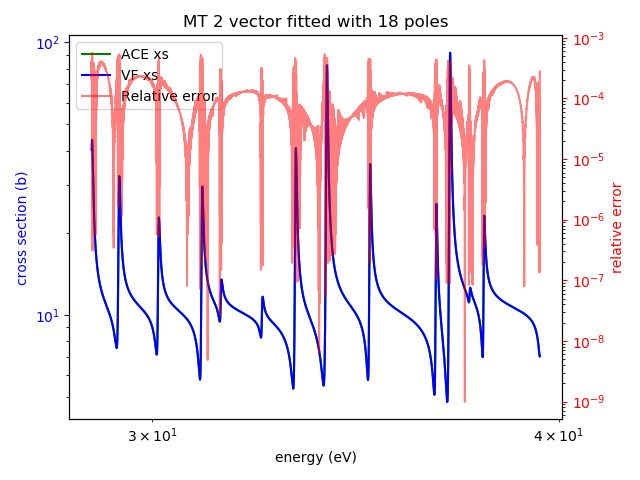 MT 2 vector fitted with 18 poles
ACE xs
VF xs
Relative error
10²
10¹
cross section (b)
10⁻³
10⁻⁴
10⁻⁵
10⁻⁶
10⁻⁷
10⁻⁸
10⁻⁹
relative error
3 × 10¹
4 × 10¹
energy (eV)